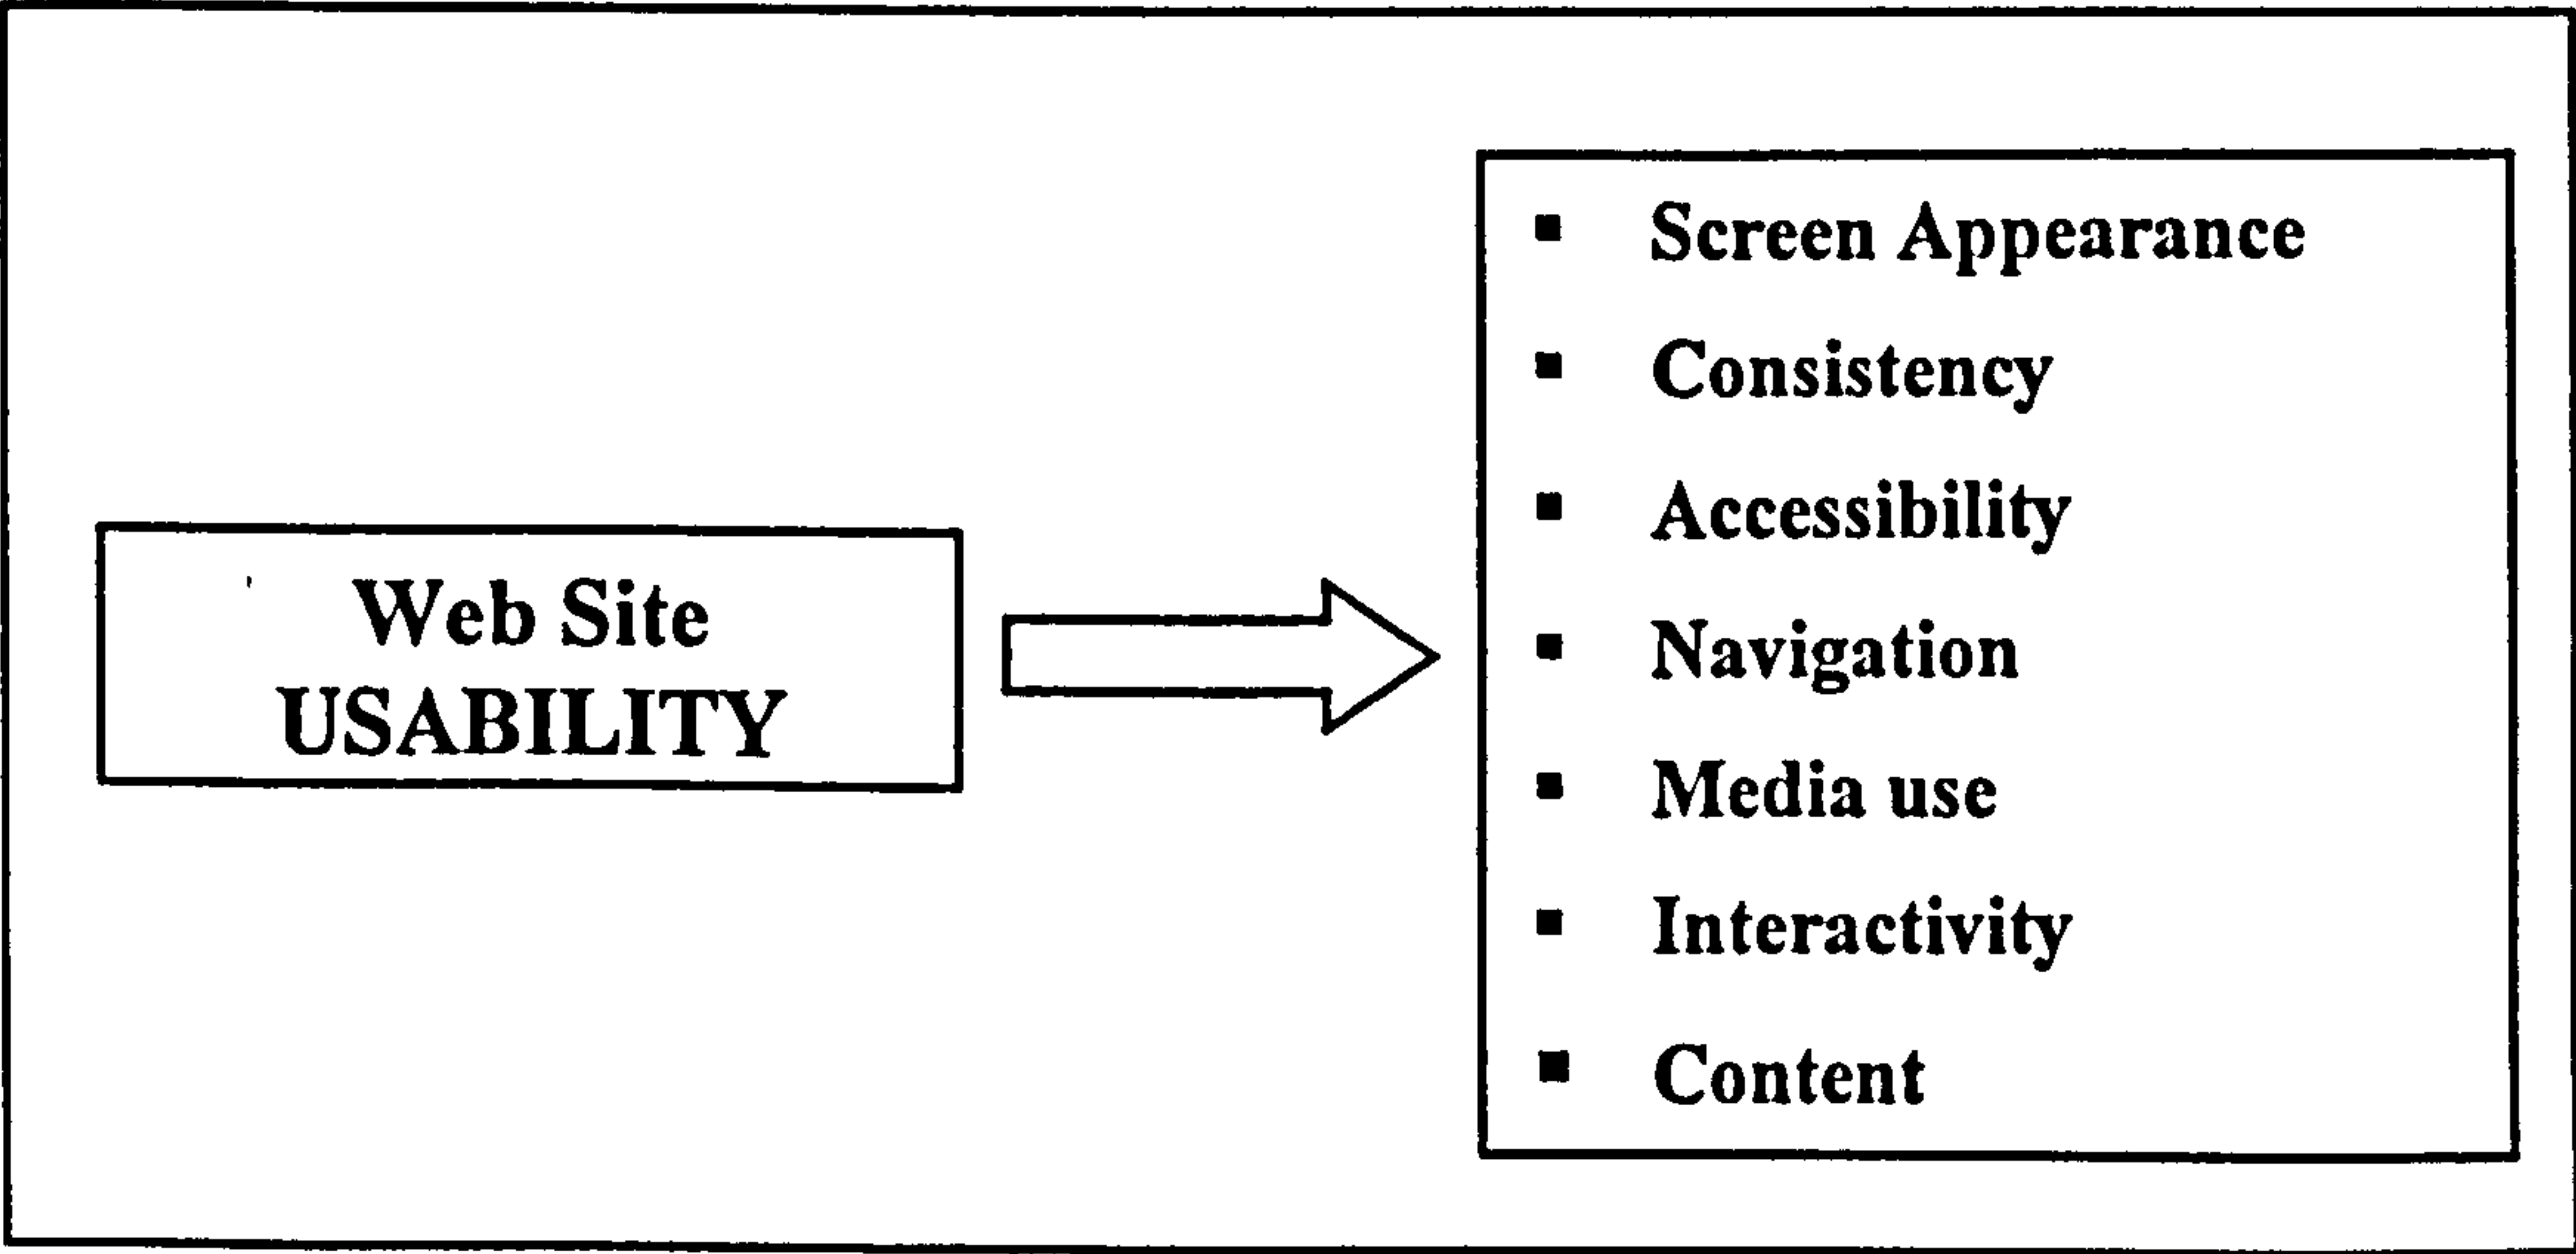 Web Site
USABILITY
▪ Screen Appearance
▪ Consistency
▪ Accessibility
▪ Navigation
▪ Media use
▪ Interactivity
▪ Content